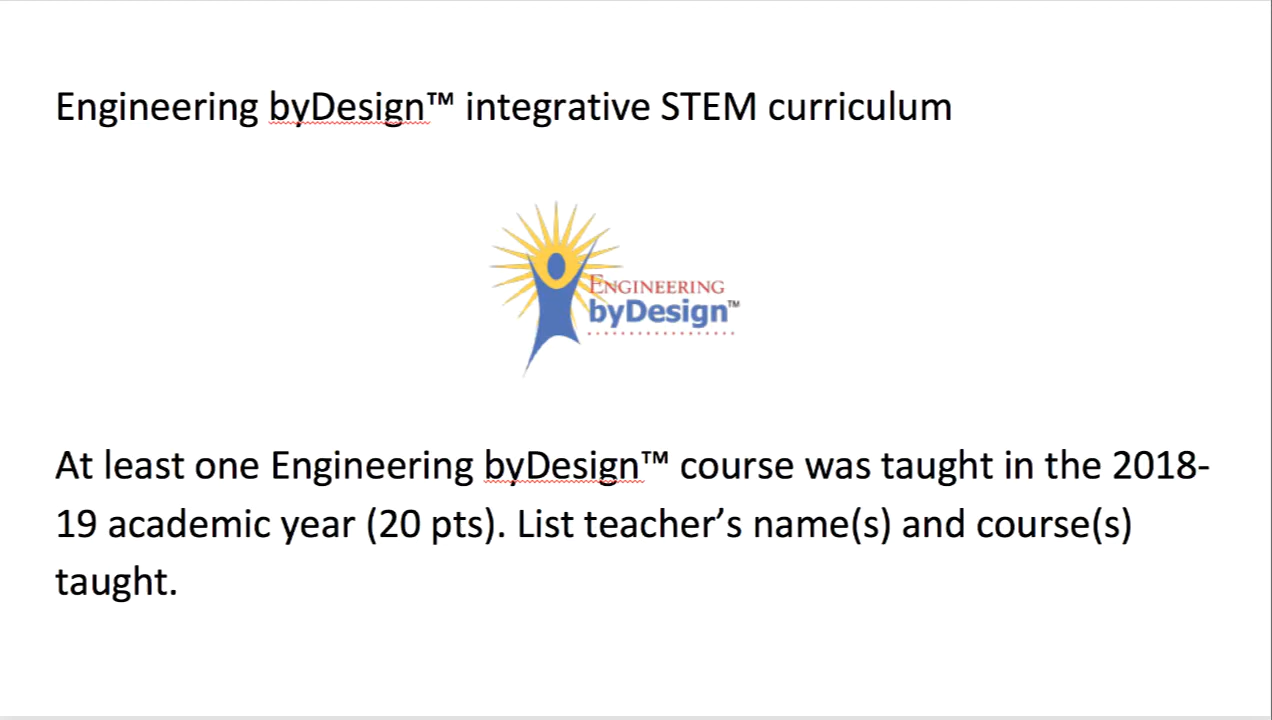 Engineering byDesign™ integrative STEM curriculum
ENGINEERING
byDesign™
At least one Engineering byDesign™ course was taught in the 2018-
19 academic year (20 pts). List teacher’s name(s) and course(s)
taught.